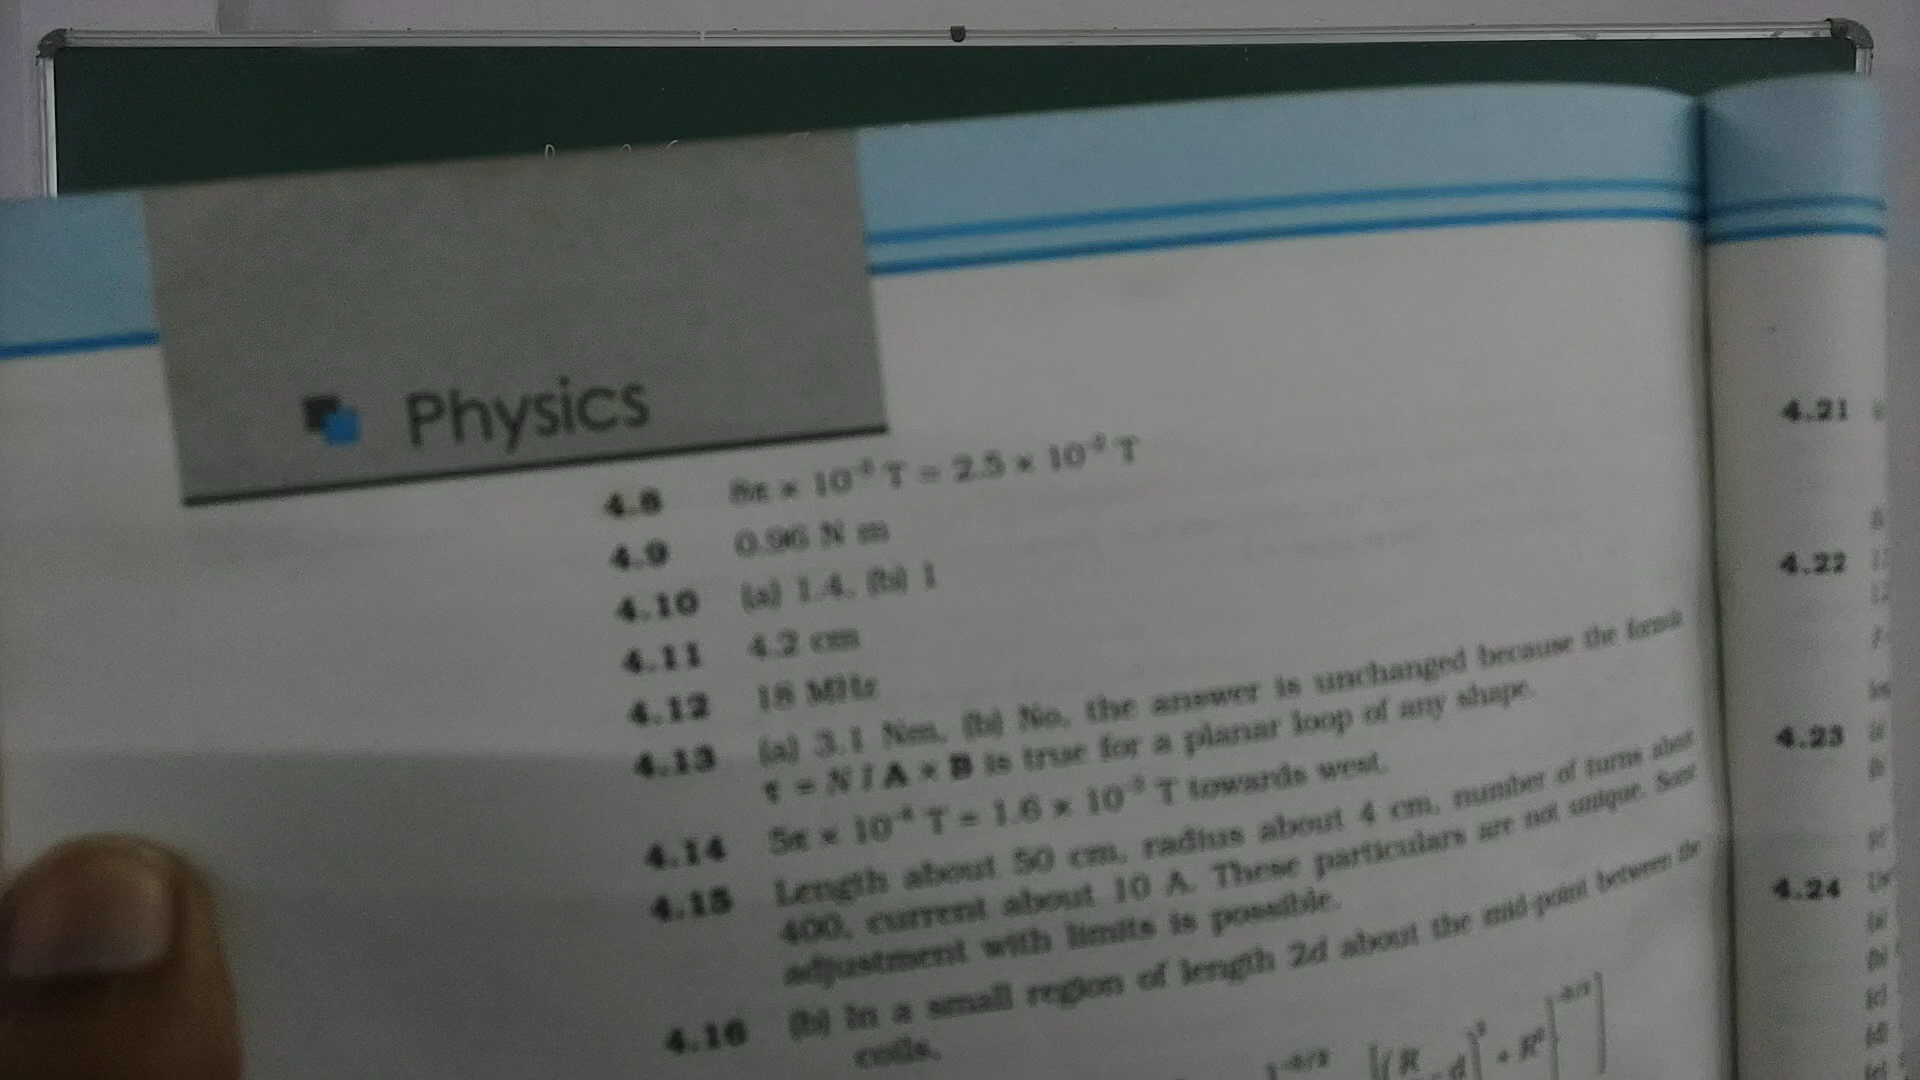 Physics
4.8 8π × 10⁻³ T = 2.5 × 10⁻² T
4.9 0.96 N m
4.10 (a) 1.4, (b) 1
4.11 4.2 cm
4.12 18 MHz
4.13 (a) 3.1 Nm, (b) No, the answer is unchanged because the formula
τ = N I A × B is true for a planar loop of any shape.
4.14 5π × 10⁻⁴ T = 1.6 × 10⁻³ T towards west.
4.15 Length about 50 cm, radius about 4 cm, number of turns about
400, current about 10 A. These particulars are not unique. Some
adjustment with limits is possible.
4.16 (b) In a small region of length 2d about the mid-point between the
coils,
4.21
4.22
4.23
4.24